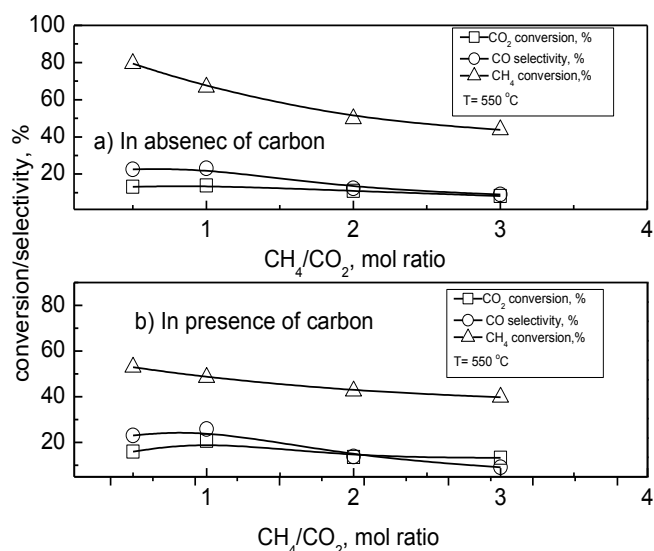 100
80
60
40
20
conversion/selectivity, %
CO₂ conversion, %
CO selectivity, %
CH₄ conversion,%
T= 550 °C
a) In absenec of carbon
1 2 3 4
CH₄/CO₂, mol ratio
80
60
40
20
CO₂ conversion, %
CO selectivity, %
CH₄ conversion,%
T= 550 °C
b) In presence of carbon
1 2 3 4
CH₄/CO₂, mol ratio